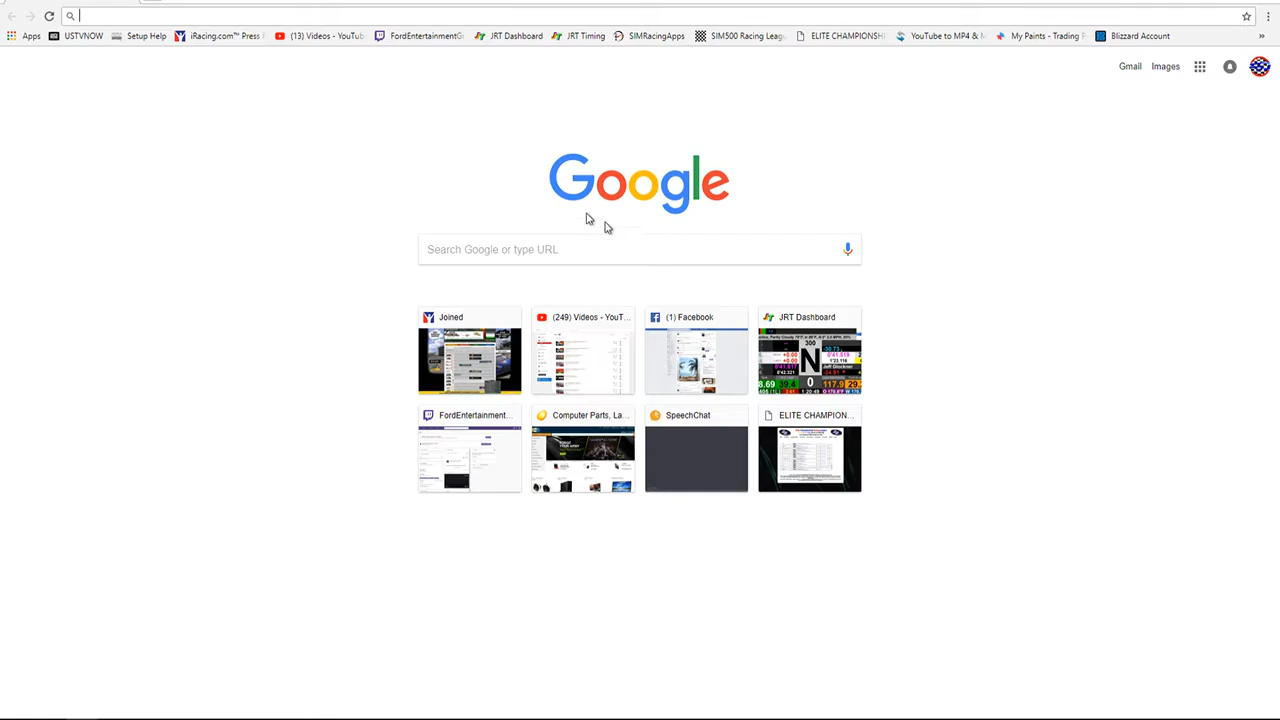 Apps USTVNOW Setup Help iRacing.com™ Press (13) Videos - YouTub FordEntertainmentG JRT Dashboard JRT Timing SIMRacingApps SIM500 Racing Leag ELITE CHAMPIONSH YouTube to MP4 & M My Paints - Trading P Blizzard Account »
Gmail Images
Google
Search Google or type URL
Joined (249) Videos - YouT... (1) Facebook JRT Dashboard
FordEntertainment... Computer Parts, La... SpeechChat ELITE CHAMPION...